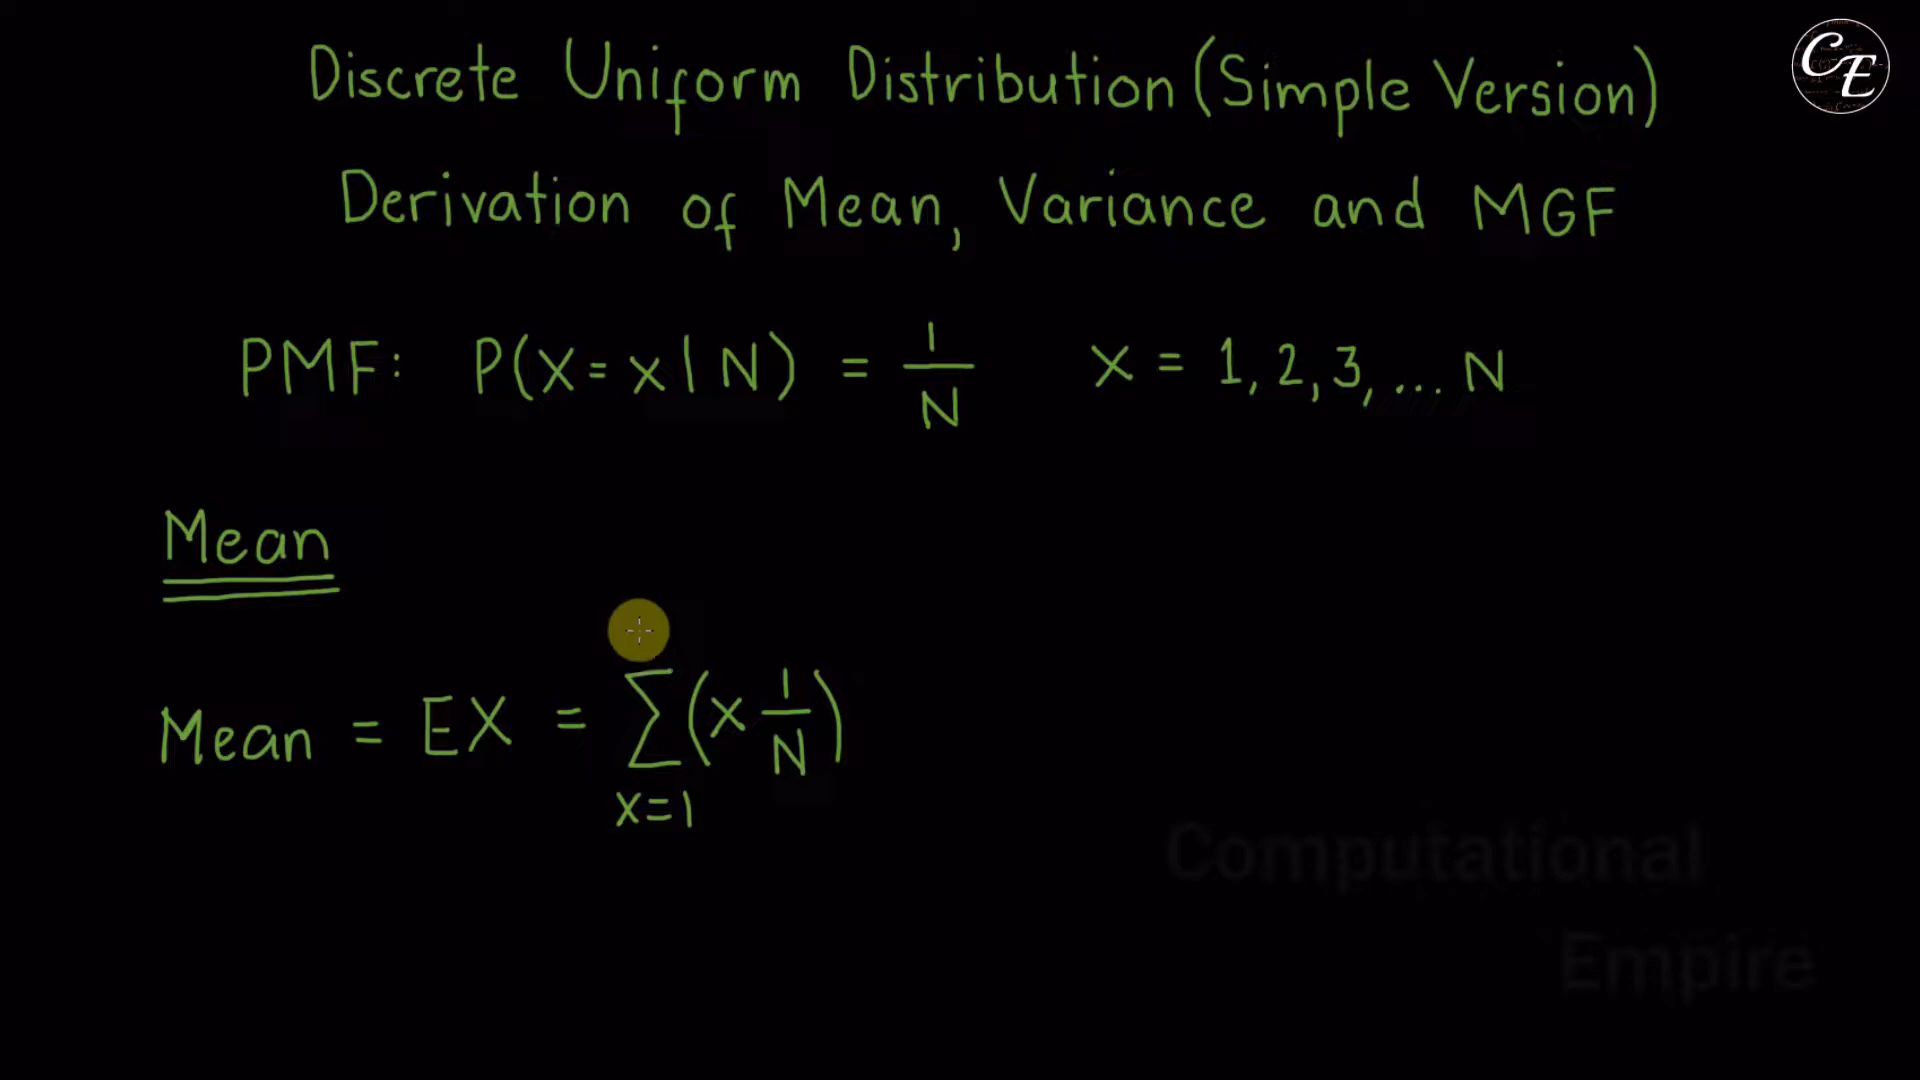 CE
Discrete Uniform Distribution (Simple Version)
Derivation of Mean, Variance and MGF
PMF: P(X = x | N) = 1/N x = 1, 2, 3, ... N
Mean
Mean = EX = ∑(x 1/N)
x=1
Computational
Empire